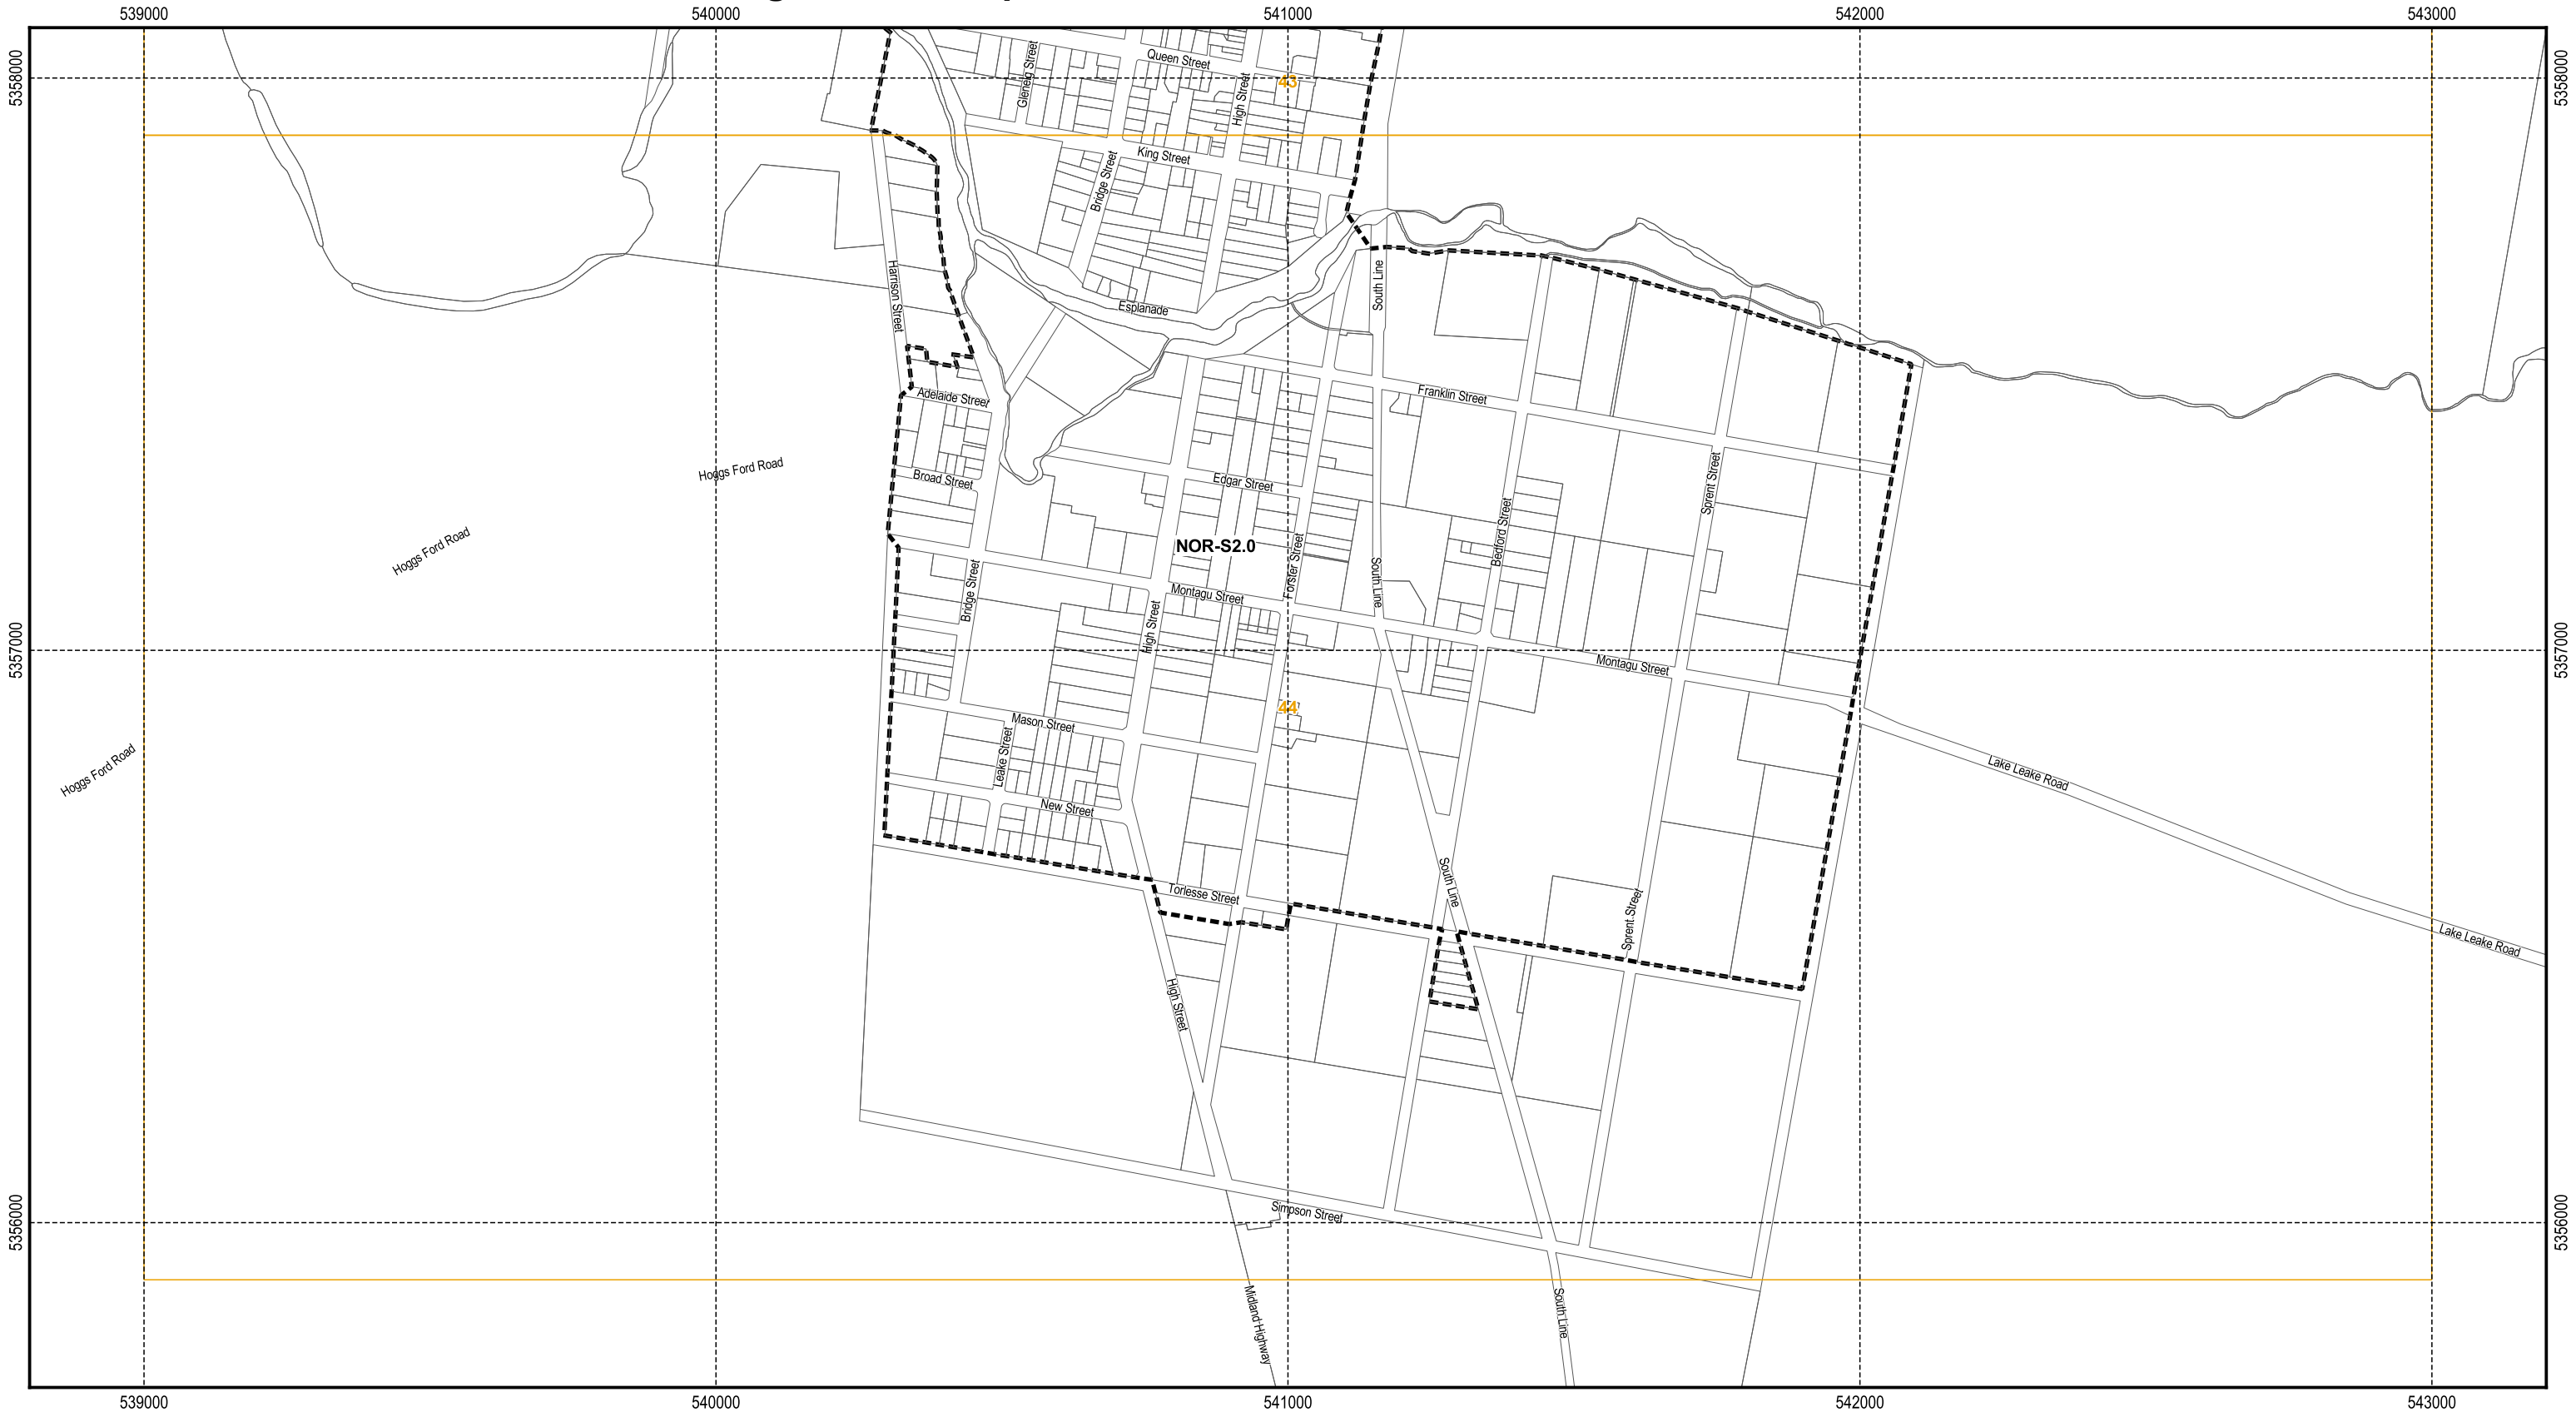 539000
540000
541000
542000
543000
5358000
5358000
Queen Street
43
Glenelg Street
High Street
King Street
Bridge Street
Harrison Street
South Line
Esplanade
Adelaide Street
Franklin Street
Hoggs Ford Road
Broad Street
Edgar Street
Sprent Street
Hoggs Ford Road
NOR-S2.0
Bedford Street
Forster Street
South Line
Bridge Street
Montagu Street
High Street
5357000
5357000
Montagu Street
44
Mason Street
Leake Street
Hoggs Ford Road
Lake Leake Road
New Street
South Line
Torlesse Street
Sprent Street
Lake Leake Road
High Street
Simpson Street
5356000
5356000
Midland Highway
South Line
539000
540000
541000
542000
543000